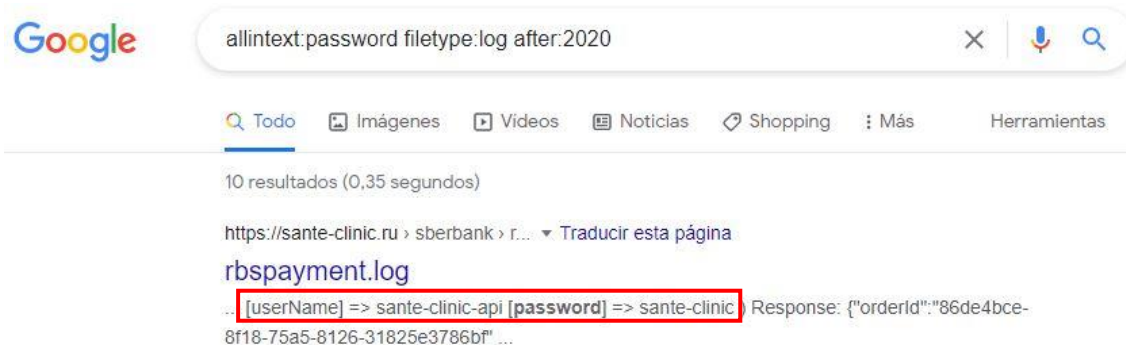 Google
allintext:password filetype:log after:2020
Todo Imágenes Vídeos Noticias Shopping Más Herramientas
10 resultados (0,35 segundos)
https://sante-clinic.ru › sberbank › r... Traducir esta página
rbspayment.log
... [userName] => sante-clinic-api [password] => sante-clinic ) Response: {"orderId":"86de4bce-
8f18-75a5-8126-31825e3786bf" ...